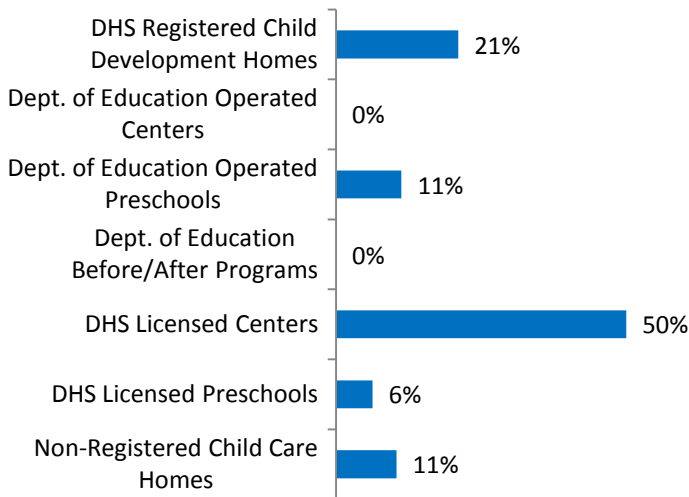 DHS Registered Child
Development Homes
21%
Dept. of Education Operated
Centers
0%
Dept. of Education Operated
Preschools
11%
Dept. of Education
Before/After Programs
0%
DHS Licensed Centers
50%
DHS Licensed Preschools
6%
Non-Registered Child Care
Homes
11%